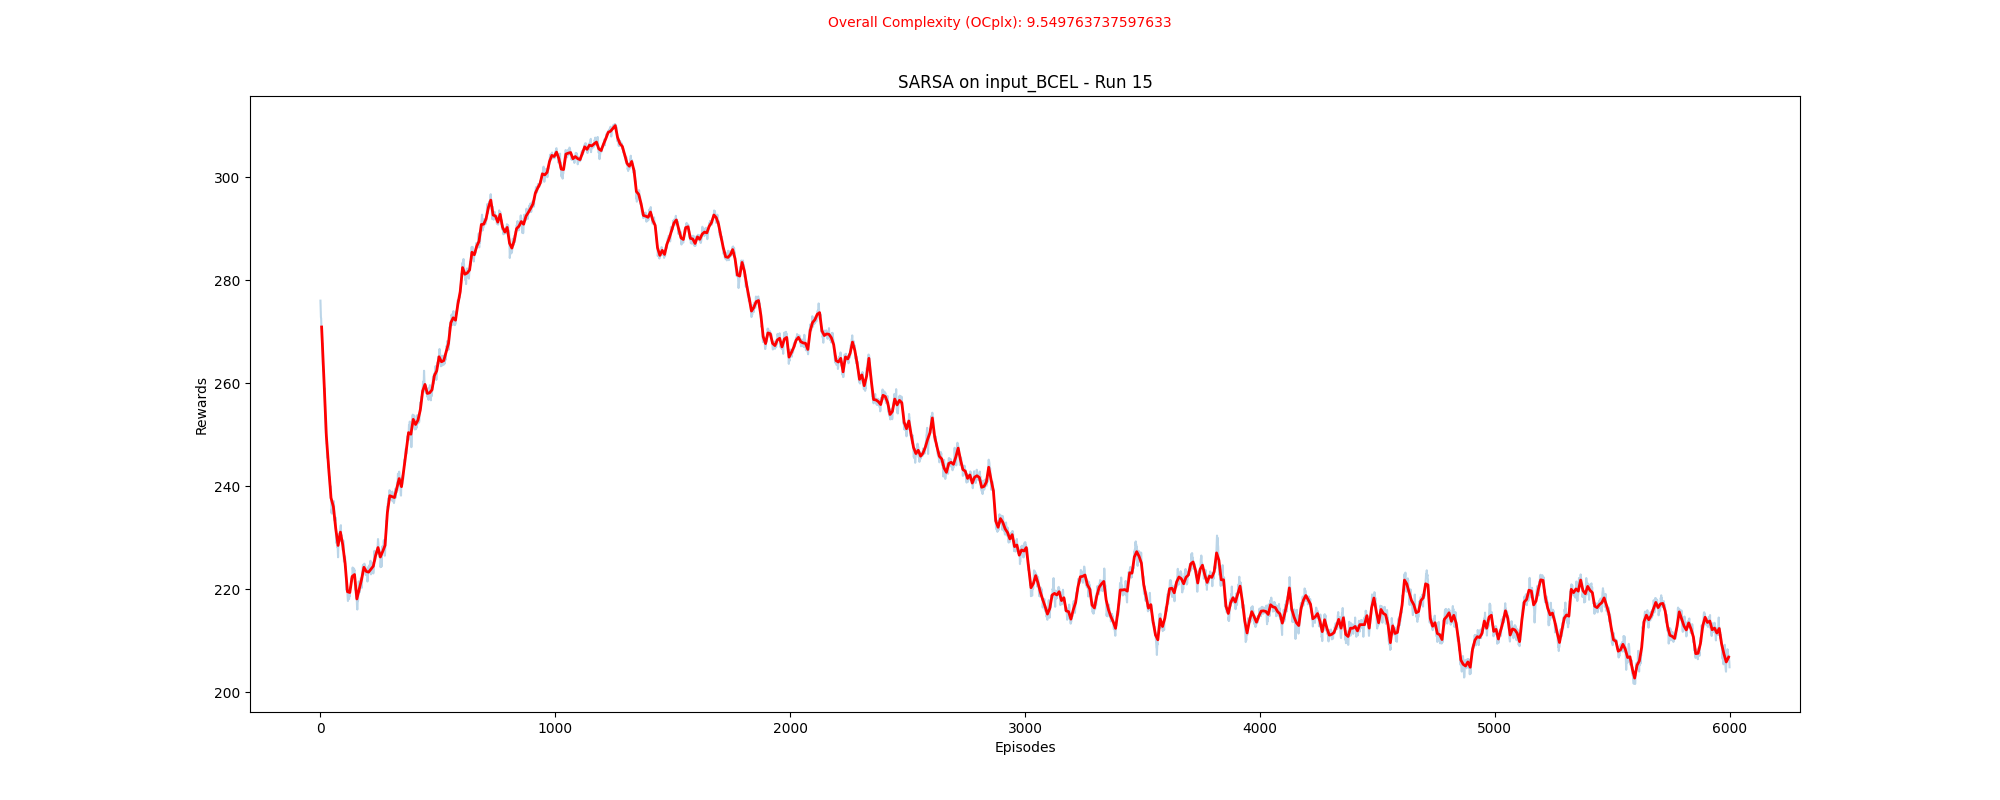 Overall Complexity (OCplx): 9.549763737597633
SARSA on input_BCEL - Run 15
Rewards
300
280
260
240
220
200
0 1000 2000 3000 4000 5000 6000
Episodes